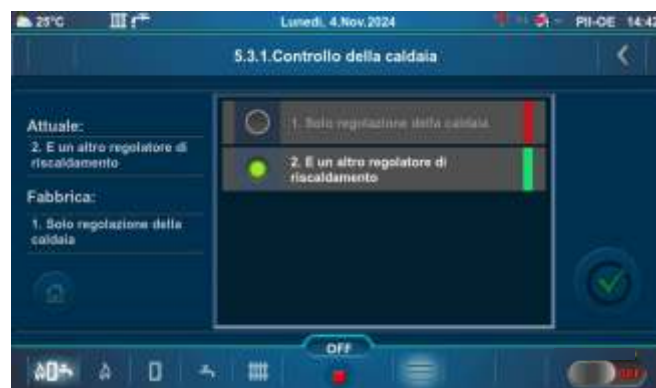 25°C
Lunedì, 4.Nov.2024
PII-OE 14:42
5.3.1.Controllo della caldaia
Attuale:
2. E un altro regolatore di
riscaldamento
Fabbrica:
1. Solo regolazione della
caldaia
1. Solo regolazione della caldaia
2. E un altro regolatore di
riscaldamento
OFF
OFF